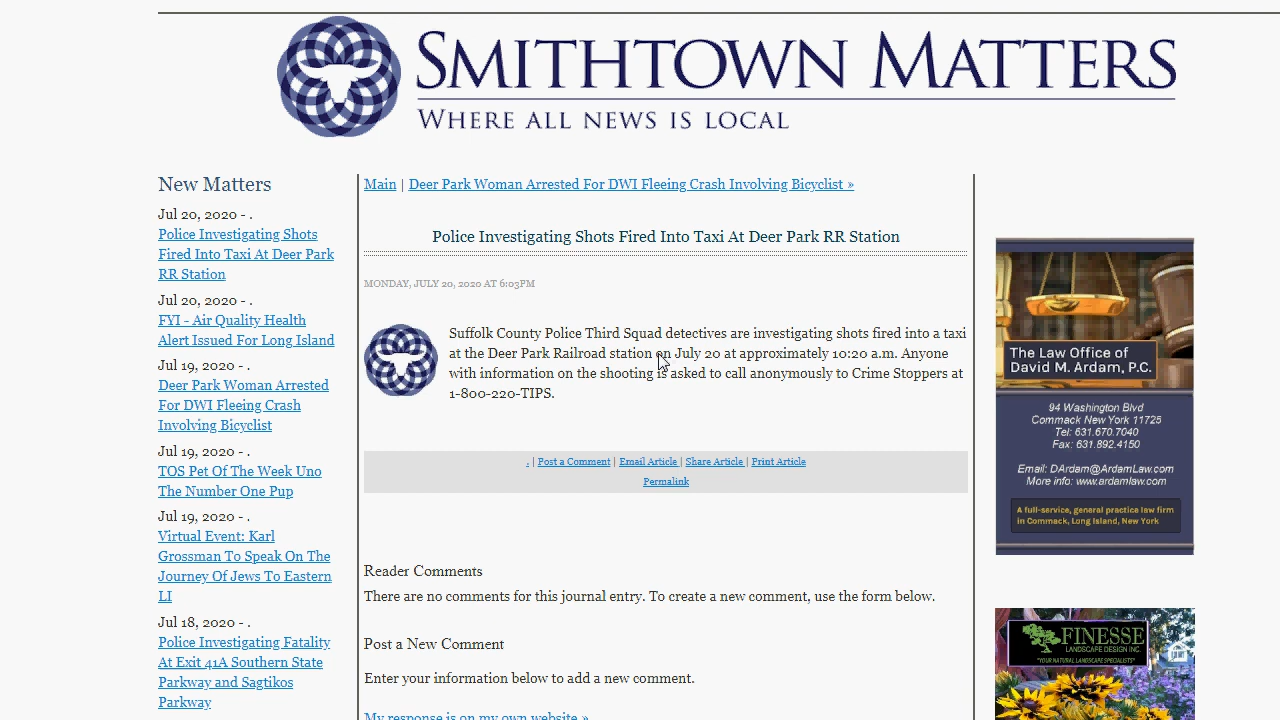 SMITHTOWN MATTERS
WHERE ALL NEWS IS LOCAL
New Matters
Jul 20, 2020 - .
Police Investigating Shots
Fired Into Taxi At Deer Park
RR Station
Jul 20, 2020 - .
FYI - Air Quality Health
Alert Issued For Long Island
Jul 19, 2020 - .
Deer Park Woman Arrested
For DWI Fleeing Crash
Involving Bicyclist
Jul 19, 2020 - .
TOS Pet Of The Week Uno
The Number One Pup
Jul 19, 2020 - .
Virtual Event: Karl
Grossman To Speak On The
Journey Of Jews To Eastern
LI
Jul 18, 2020 - .
Police Investigating Fatality
At Exit 41A Southern State
Parkway and Sagtikos
Parkway
Main | Deer Park Woman Arrested For DWI Fleeing Crash Involving Bicyclist »
Police Investigating Shots Fired Into Taxi At Deer Park RR Station
MONDAY, JULY 20, 2020 AT 6:03PM
Suffolk County Police Third Squad detectives are investigating shots fired into a taxi
at the Deer Park Railroad station on July 20 at approximately 10:20 a.m. Anyone
with information on the shooting is asked to call anonymously to Crime Stoppers at
1-800-220-TIPS.
. | Post a Comment | Email Article | Share Article | Print Article
Permalink
Reader Comments
There are no comments for this journal entry. To create a new comment, use the form below.
Post a New Comment
Enter your information below to add a new comment.
My response is on my own website »
The Law Office of
David M. Ardam, P.C.
94 Washington Blvd
Commack New York 11725
Tel: 631.670.7040
Fax: 631.892.4150
Email: DArdam@ArdamLaw.com
More info: www.ardamlaw.com
A full-service, general practice law firm
in Commack, Long Island, New York
FINESSE
LANDSCAPE DESIGN INC.
"YOUR NATURAL LANDSCAPE SPECIALISTS"